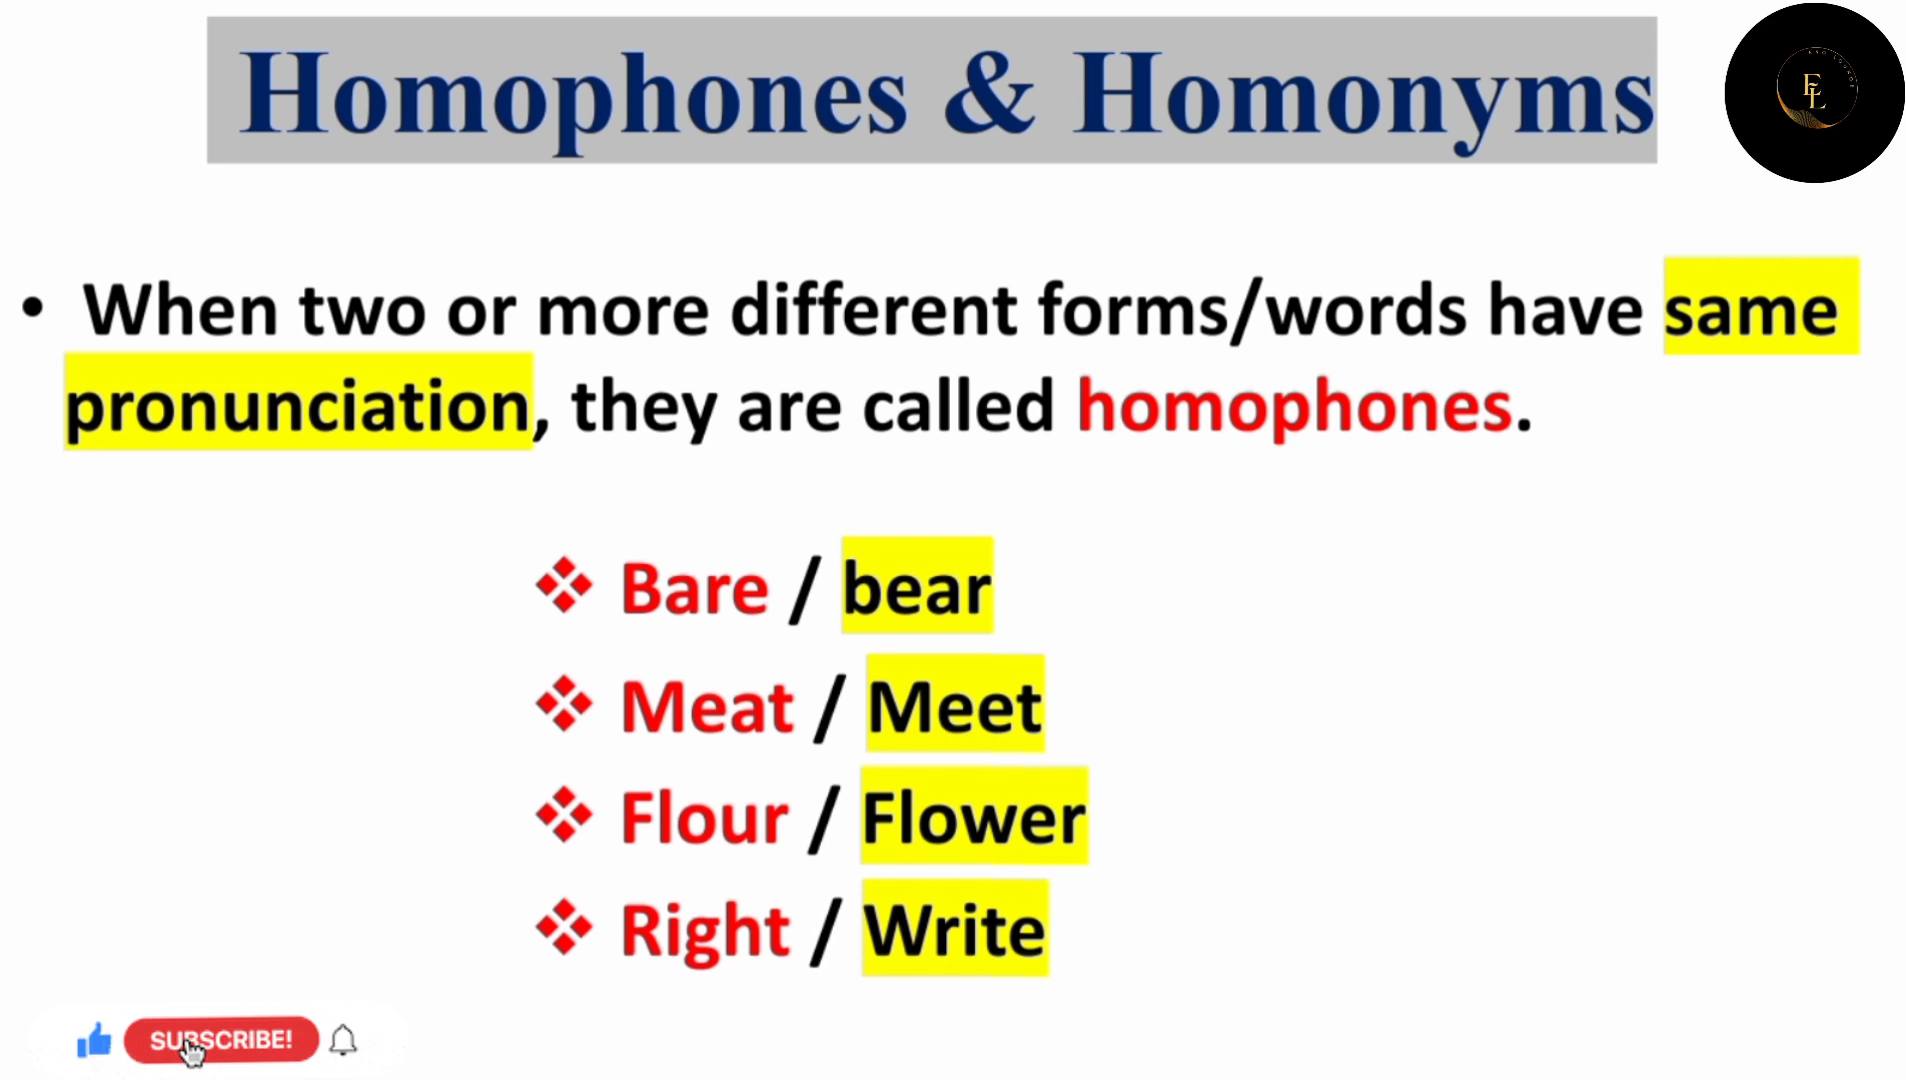 Homophones & Homonyms
EL
• When two or more different forms/words have same
pronunciation, they are called homophones.
❖ Bare / bear
❖ Meat / Meet
❖ Flour / Flower
❖ Right / Write
SUBSCRIBE!